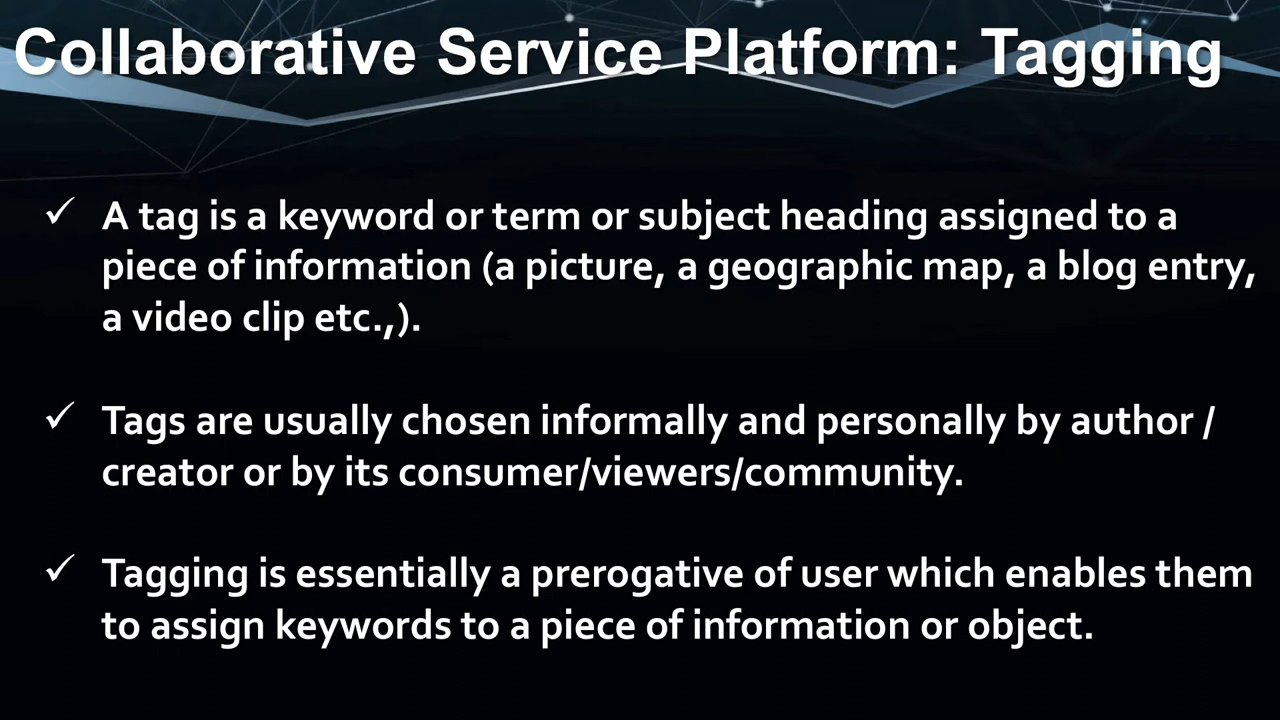 Collaborative Service Platform: Tagging
✓ A tag is a keyword or term or subject heading assigned to a
piece of information (a picture, a geographic map, a blog entry,
a video clip etc.,).
✓ Tags are usually chosen informally and personally by author /
creator or by its consumer/viewers/community.
✓ Tagging is essentially a prerogative of user which enables them
to assign keywords to a piece of information or object.